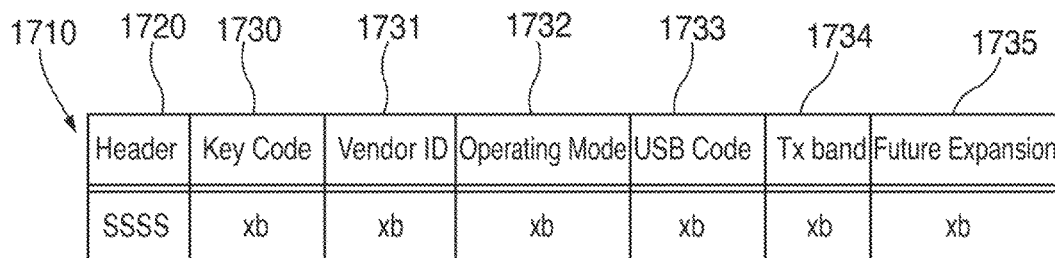 1710 1720 1730 1731 1732 1733 1734 1735
Header Key Code Vendor ID Operating Mode USB Code Tx band Future Expansion
SSSS xb xb xb xb xb xb